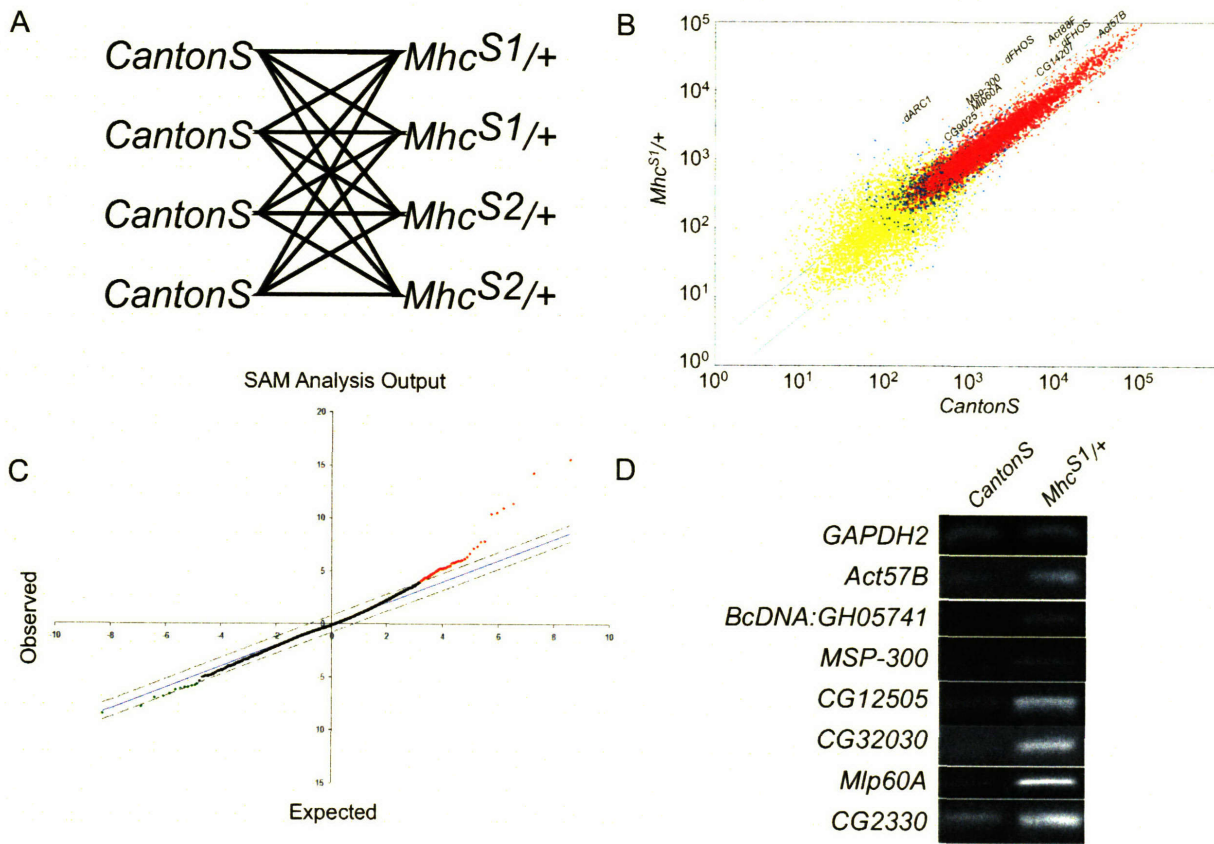 A
CantonS Mhc^S1/+
CantonS Mhc^S1/+
CantonS Mhc^S2/+
CantonS Mhc^S2/+
B
10^5
10^4
10^3
10^2
10^1
10^0
Mhc^S1/+
Act88F
dFHOS
Act57B
dFHOS
CG14207
Msp-300
Mlp60A
dARC1
CG9025
10^0 10^1 10^2 10^3 10^4 10^5
CantonS
SAM Analysis Output
C
20
15
10
5
0
5
10
15
-10 -8 -6 -4 -2 0 2 4 6 8 10
Observed
Expected
D
CantonS Mhc^S1/+
GAPDH2
Act57B
BcDNA:GH05741
MSP-300
CG12505
CG32030
Mlp60A
CG2330